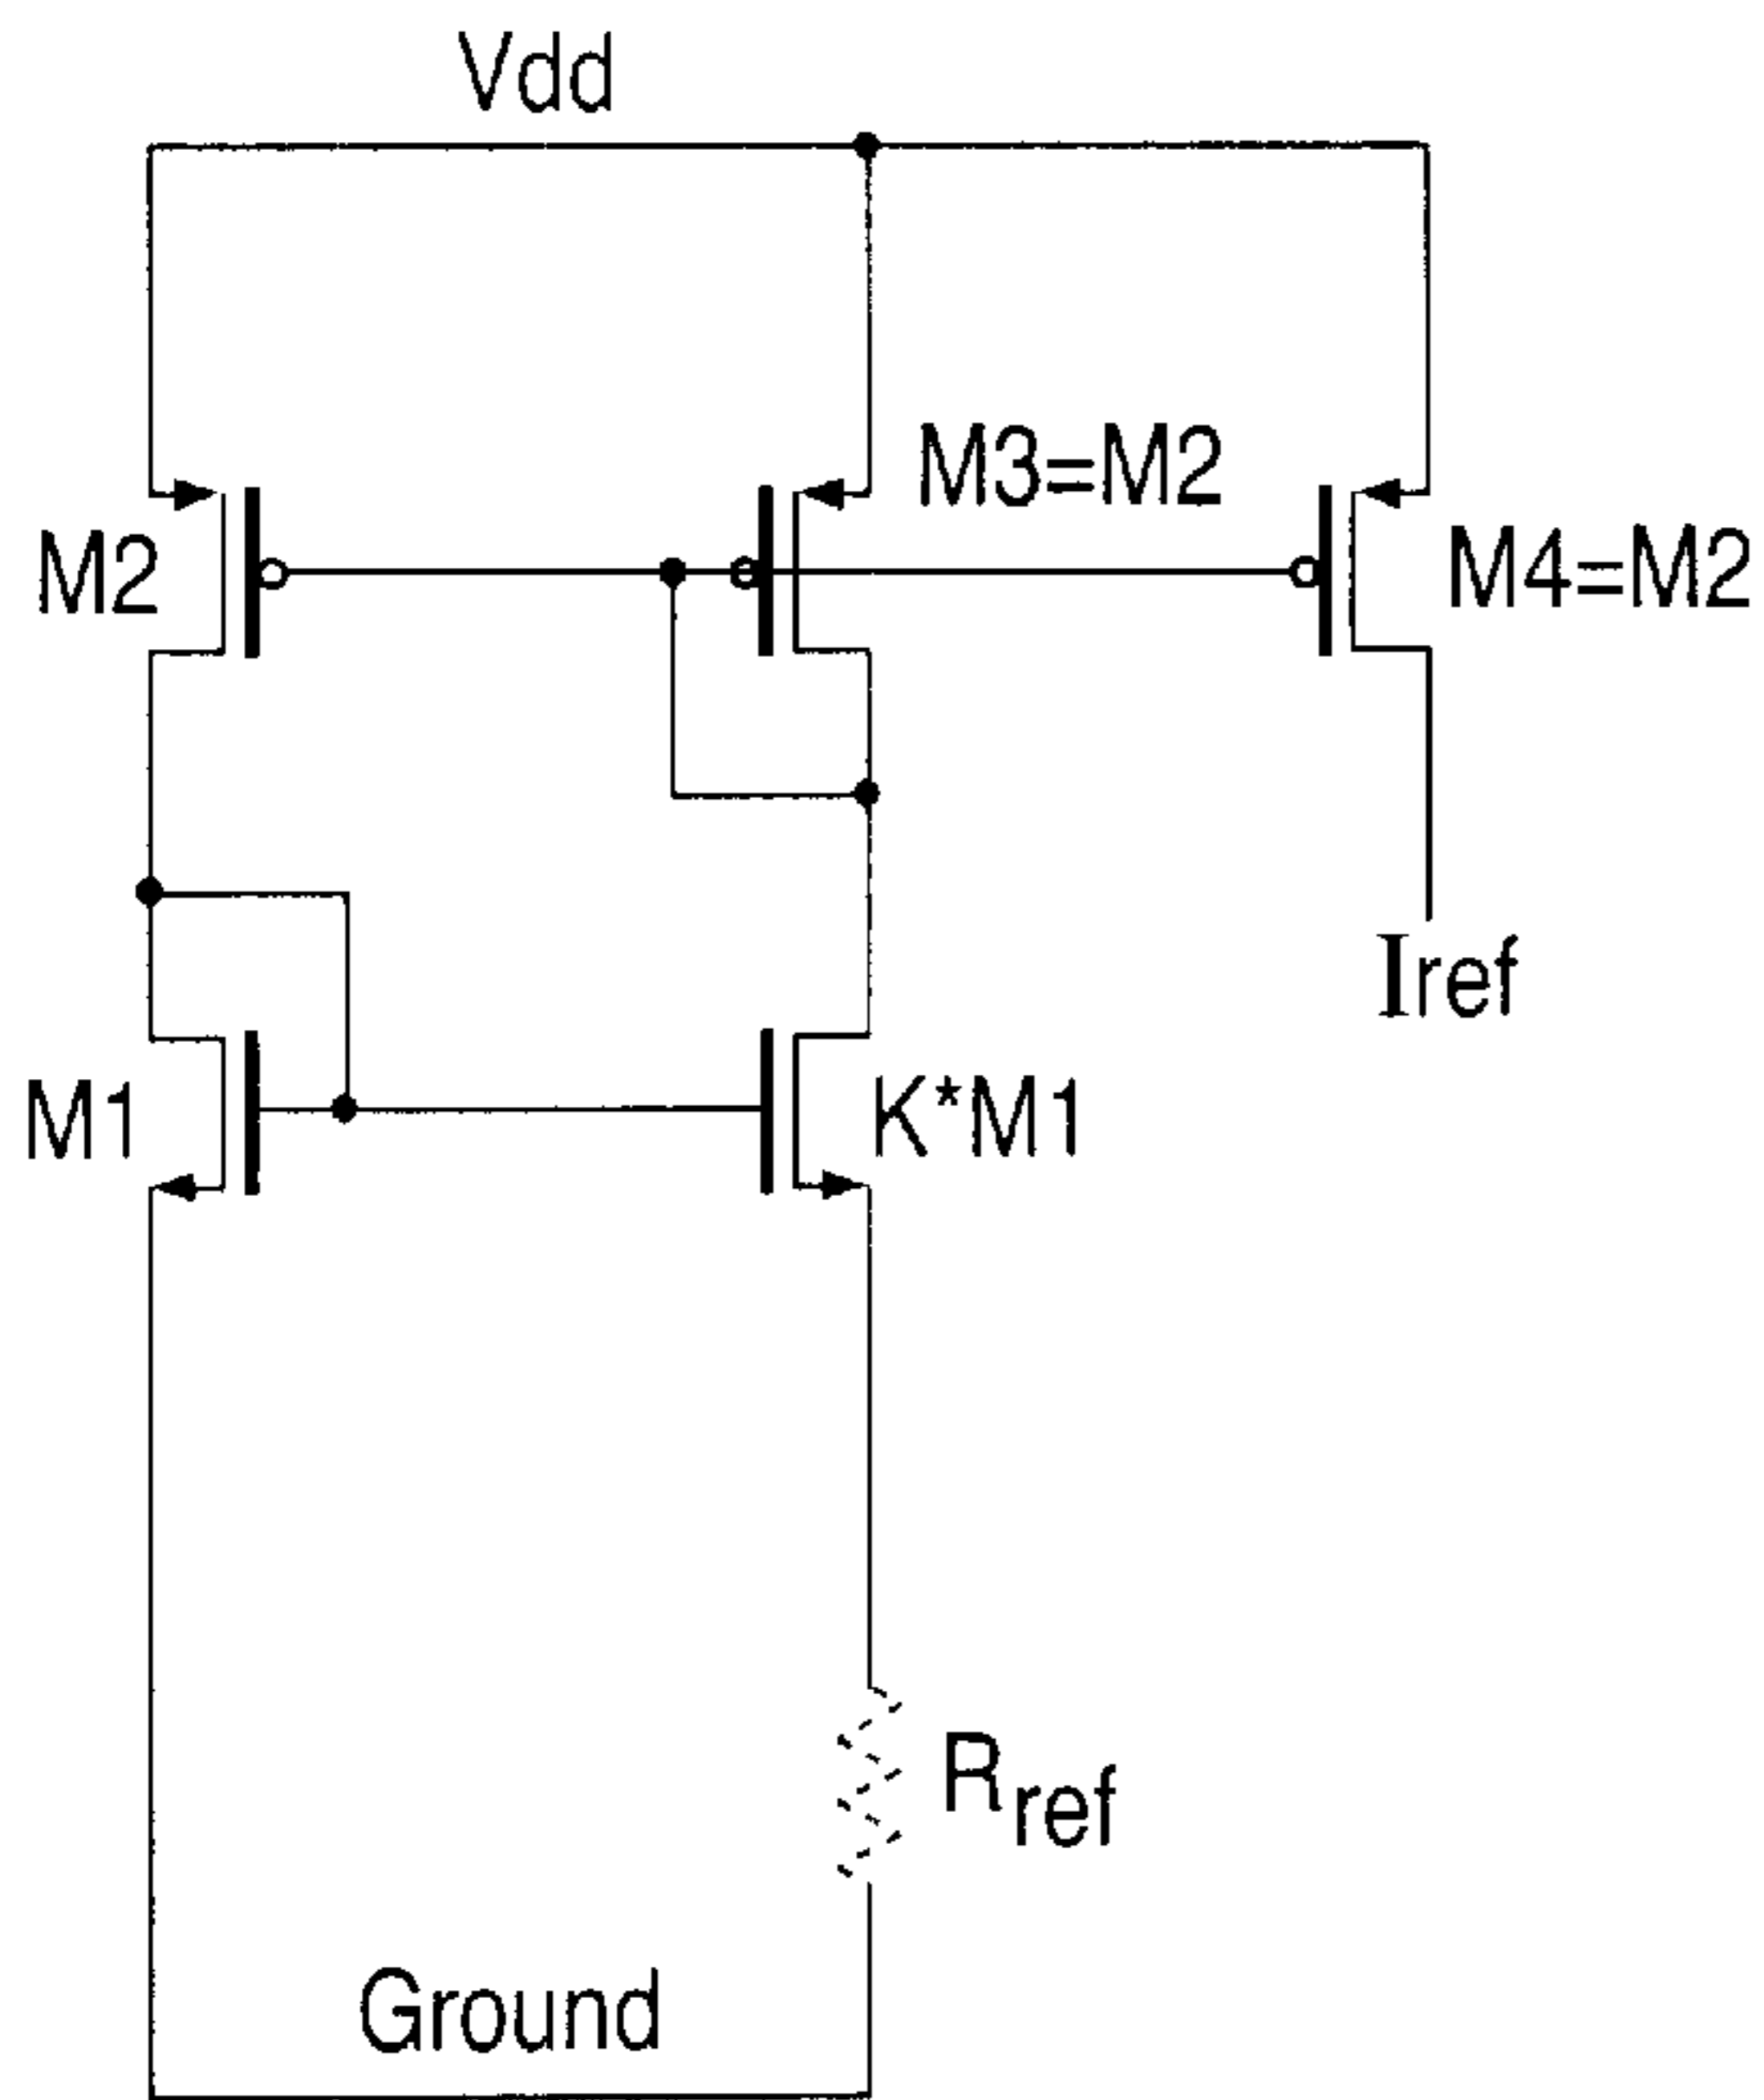 Vdd
M3=M2
M2
M4=M2
Iref
M1
K*M1
Rref
Ground